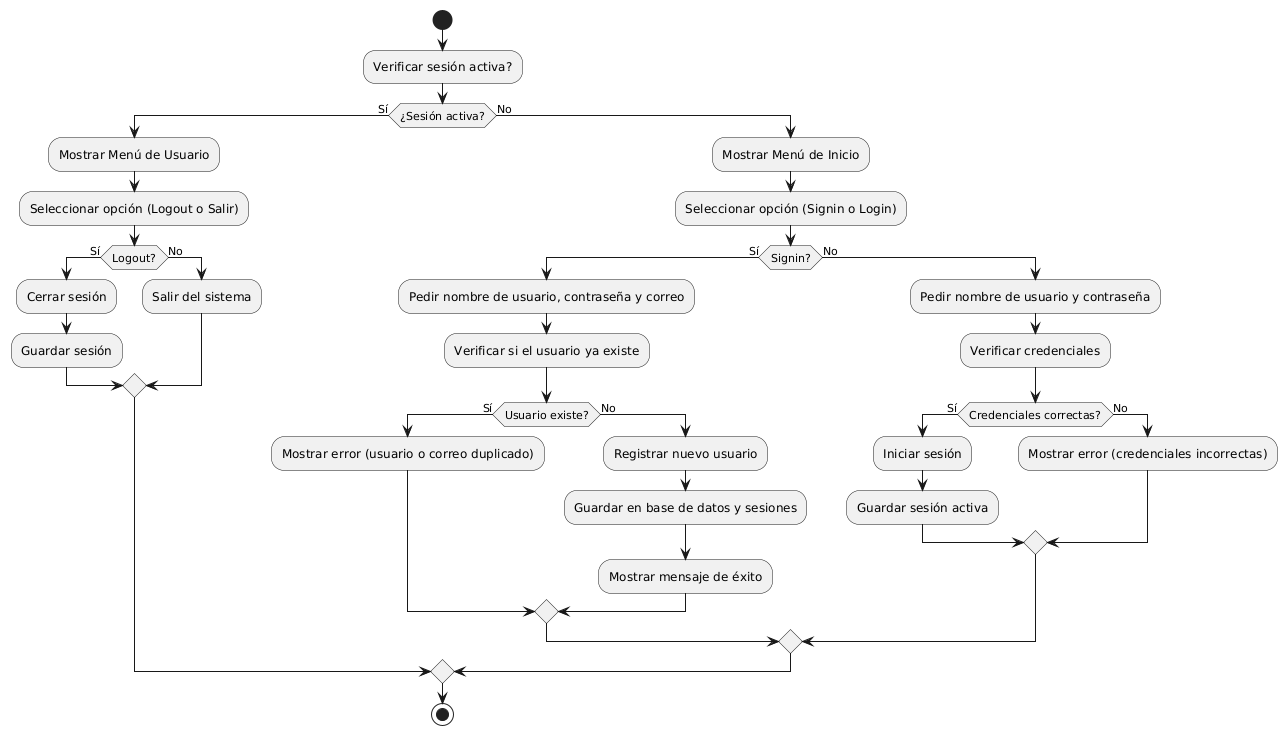 Verificar sesión activa?
Sí
¿Sesión activa?
No
Mostrar Menú de Usuario
Seleccionar opción (Logout o Salir)
Sí
Logout?
No
Cerrar sesión
Guardar sesión
Salir del sistema
Mostrar Menú de Inicio
Seleccionar opción (Signin o Login)
Sí
Signin?
No
Pedir nombre de usuario, contraseña y correo
Verificar si el usuario ya existe
Sí
Usuario existe?
No
Mostrar error (usuario o correo duplicado)
Registrar nuevo usuario
Guardar en base de datos y sesiones
Mostrar mensaje de éxito
Pedir nombre de usuario y contraseña
Verificar credenciales
Sí
Credenciales correctas?
No
Iniciar sesión
Guardar sesión activa
Mostrar error (credenciales incorrectas)